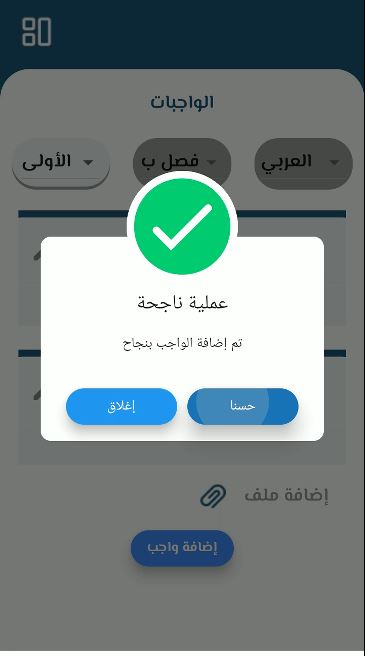 الواجبات
العربي فصل ب الأولى
عملية ناجحة
تم إضافة الواجب بنجاح
حسنا إغلاق
إضافة ملف
إضافة واجب